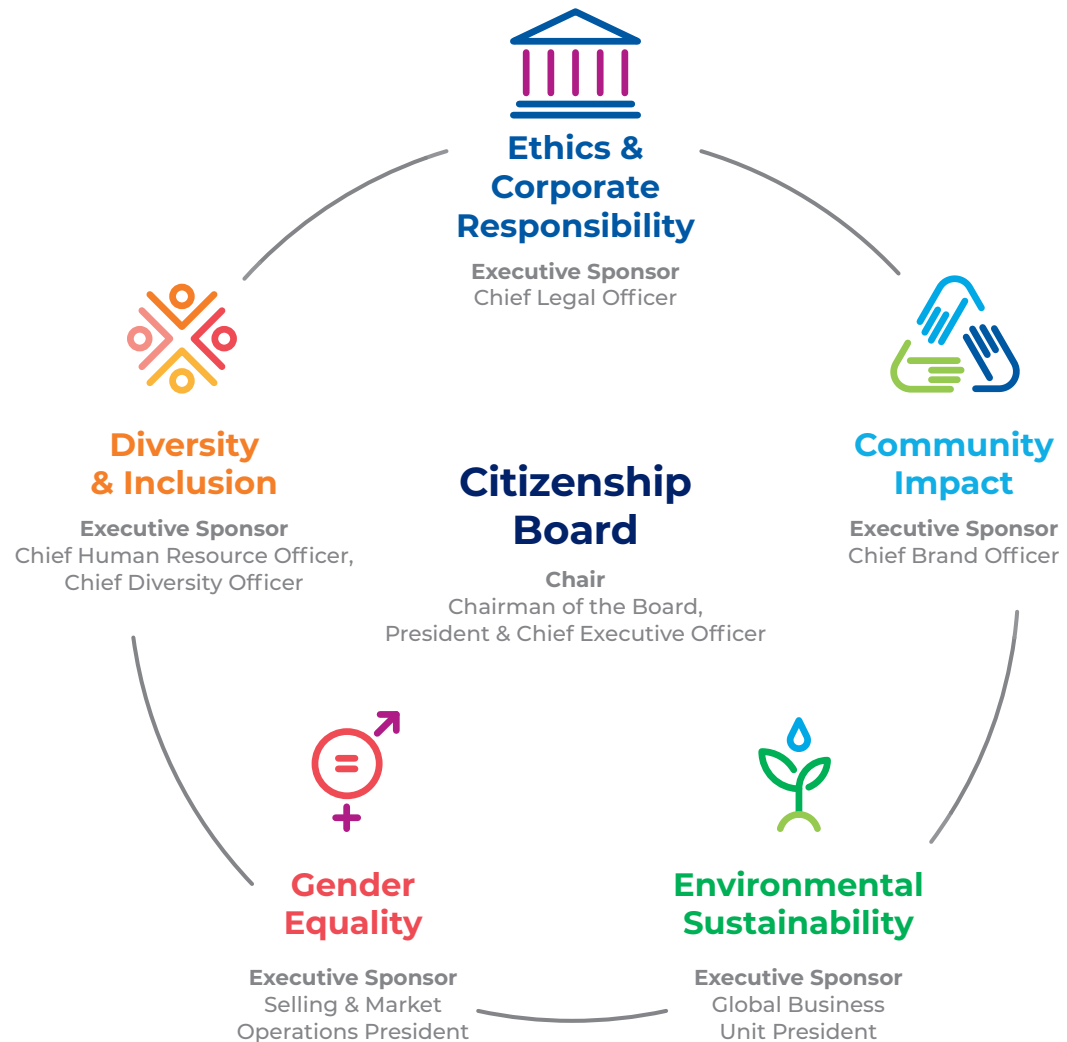 Ethics &
Corporate
Responsibility
Executive Sponsor
Chief Legal Officer
Diversity
& Inclusion
Executive Sponsor
Chief Human Resource Officer,
Chief Diversity Officer
Citizenship
Board
Chair
Chairman of the Board,
President & Chief Executive Officer
Community
Impact
Executive Sponsor
Chief Brand Officer
Gender
Equality
Executive Sponsor
Selling & Market
Operations President
Environmental
Sustainability
Executive Sponsor
Global Business
Unit President